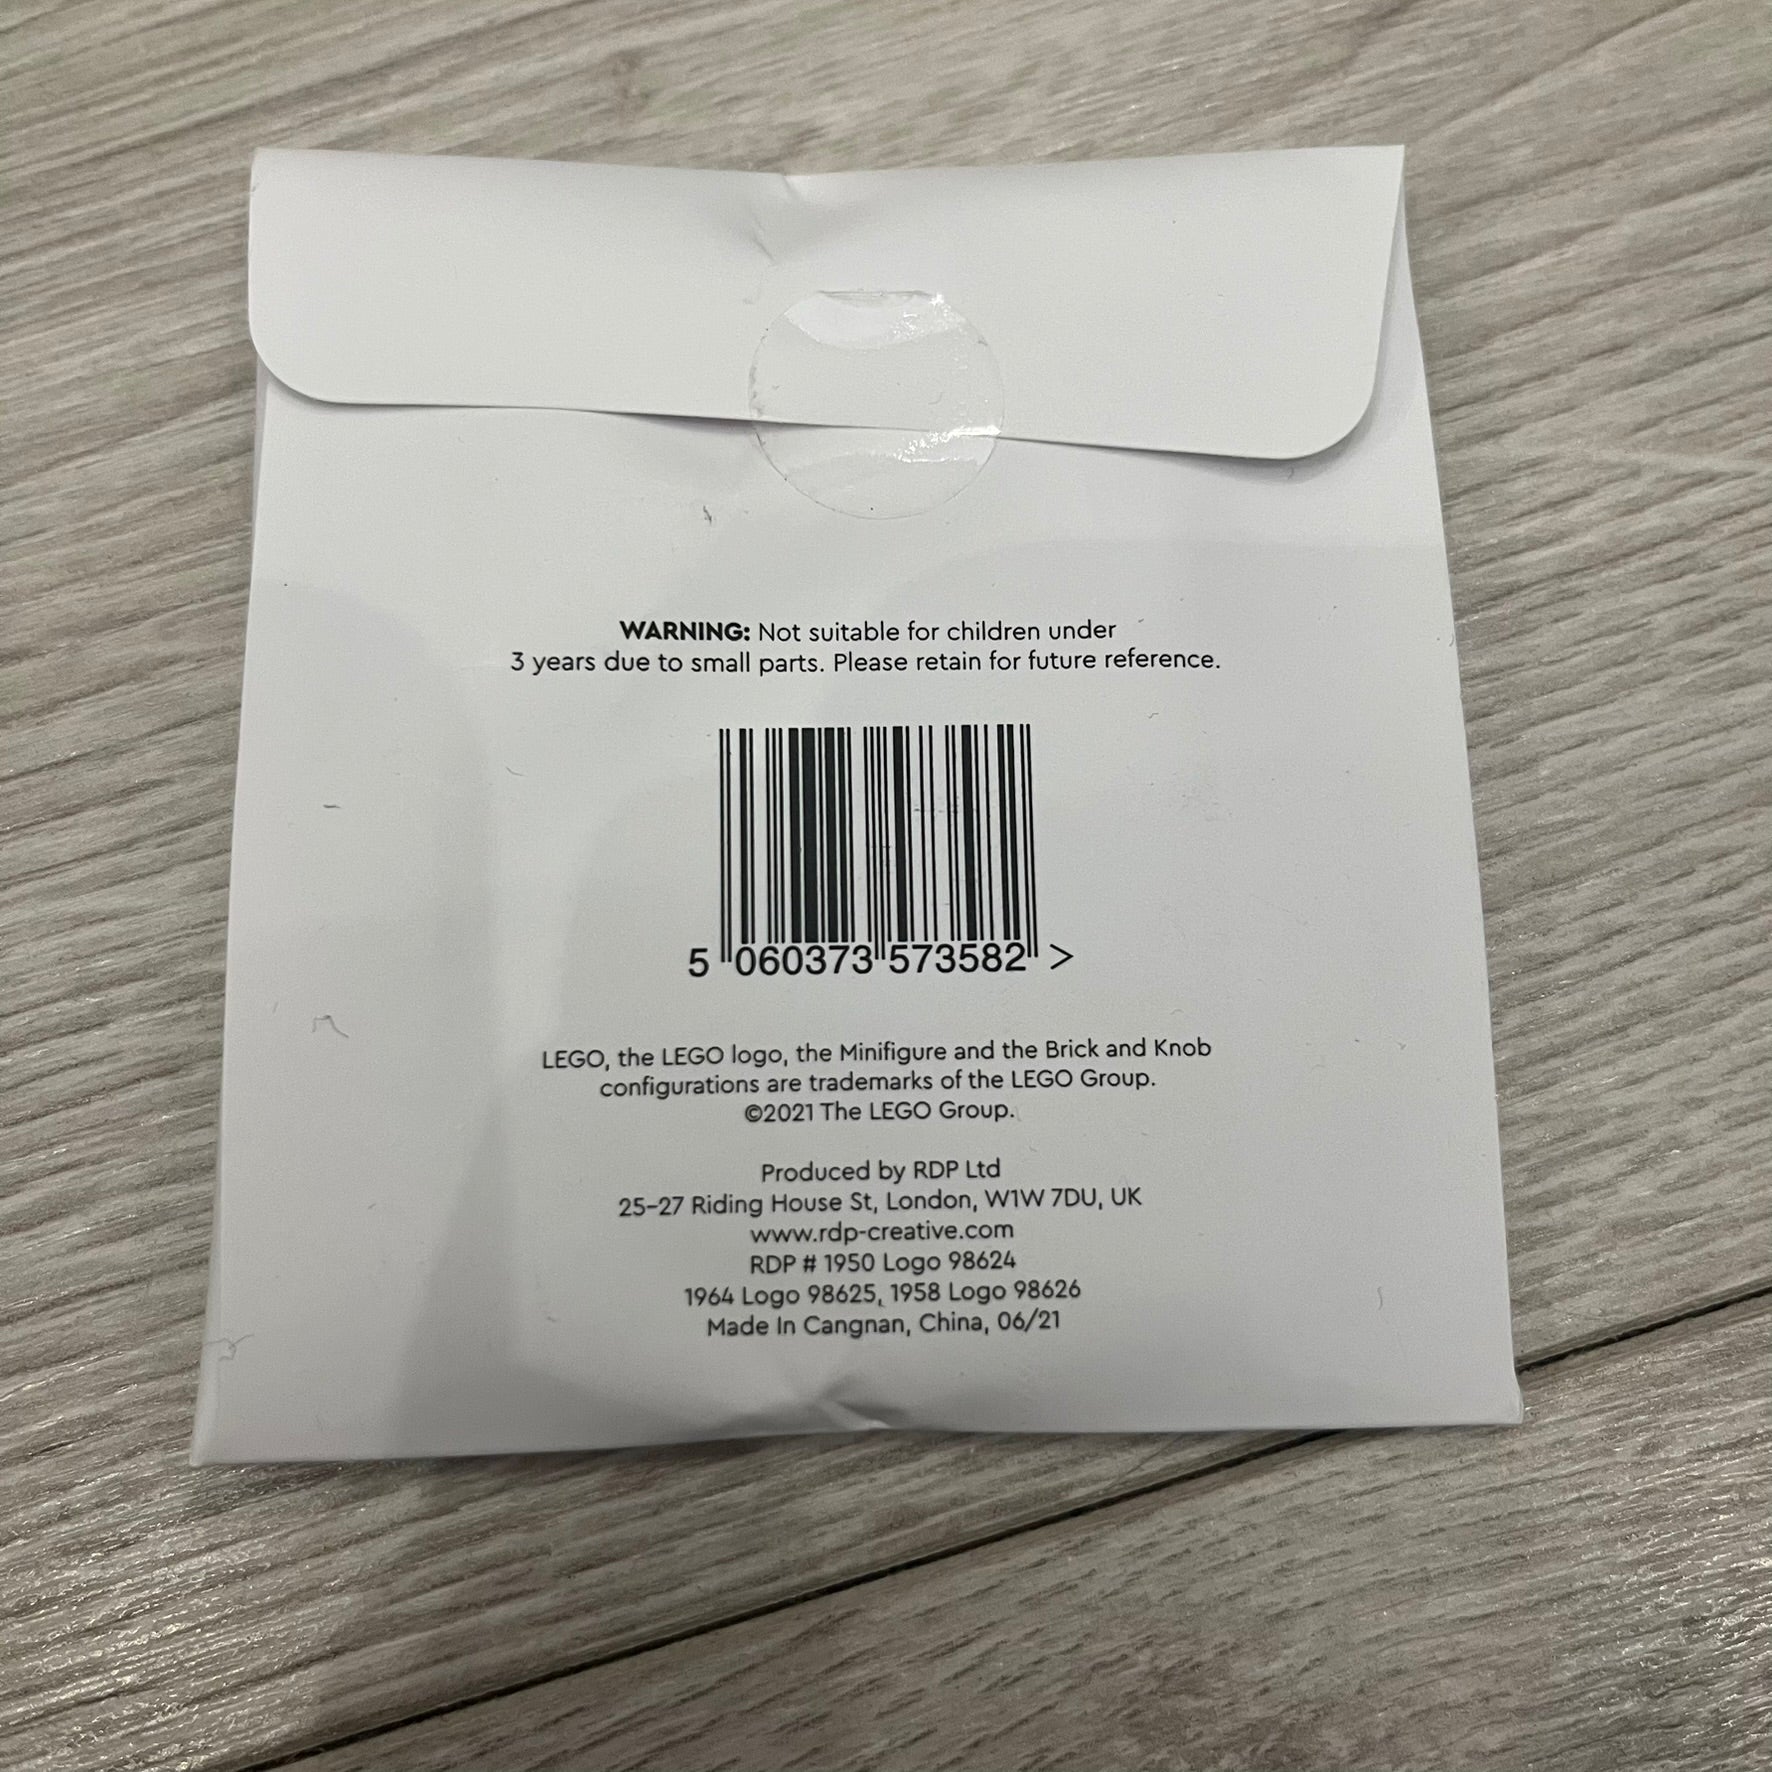 WARNING: Not suitable for children under
3 years due to small parts. Please retain for future reference.
5 060373 573582 >
LEGO, the LEGO logo, the Minifigure and the Brick and Knob
configurations are trademarks of the LEGO Group.
©2021 The LEGO Group.
Produced by RDP Ltd
25-27 Riding House St, London, W1W 7DU, UK
www.rdp-creative.com
RDP # 1950 Logo 98624
1964 Logo 98625, 1958 Logo 98626
Made In Cangnan, China, 06/21